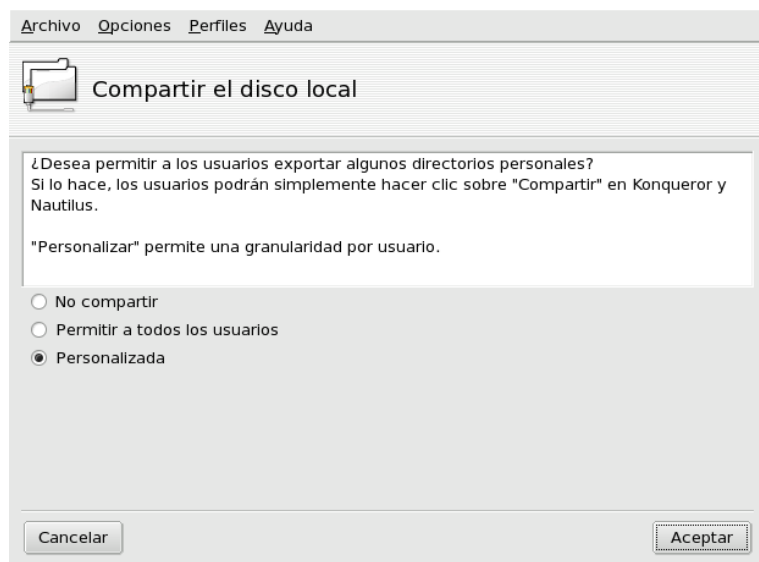 Archivo Opciones Perfiles Ayuda
Compartir el disco local
¿Desea permitir a los usuarios exportar algunos directorios personales?
Si lo hace, los usuarios podrán simplemente hacer clic sobre "Compartir" en Konqueror y
Nautilus.
"Personalizar" permite una granularidad por usuario.
No compartir
Permitir a todos los usuarios
Personalizada
Cancelar Aceptar